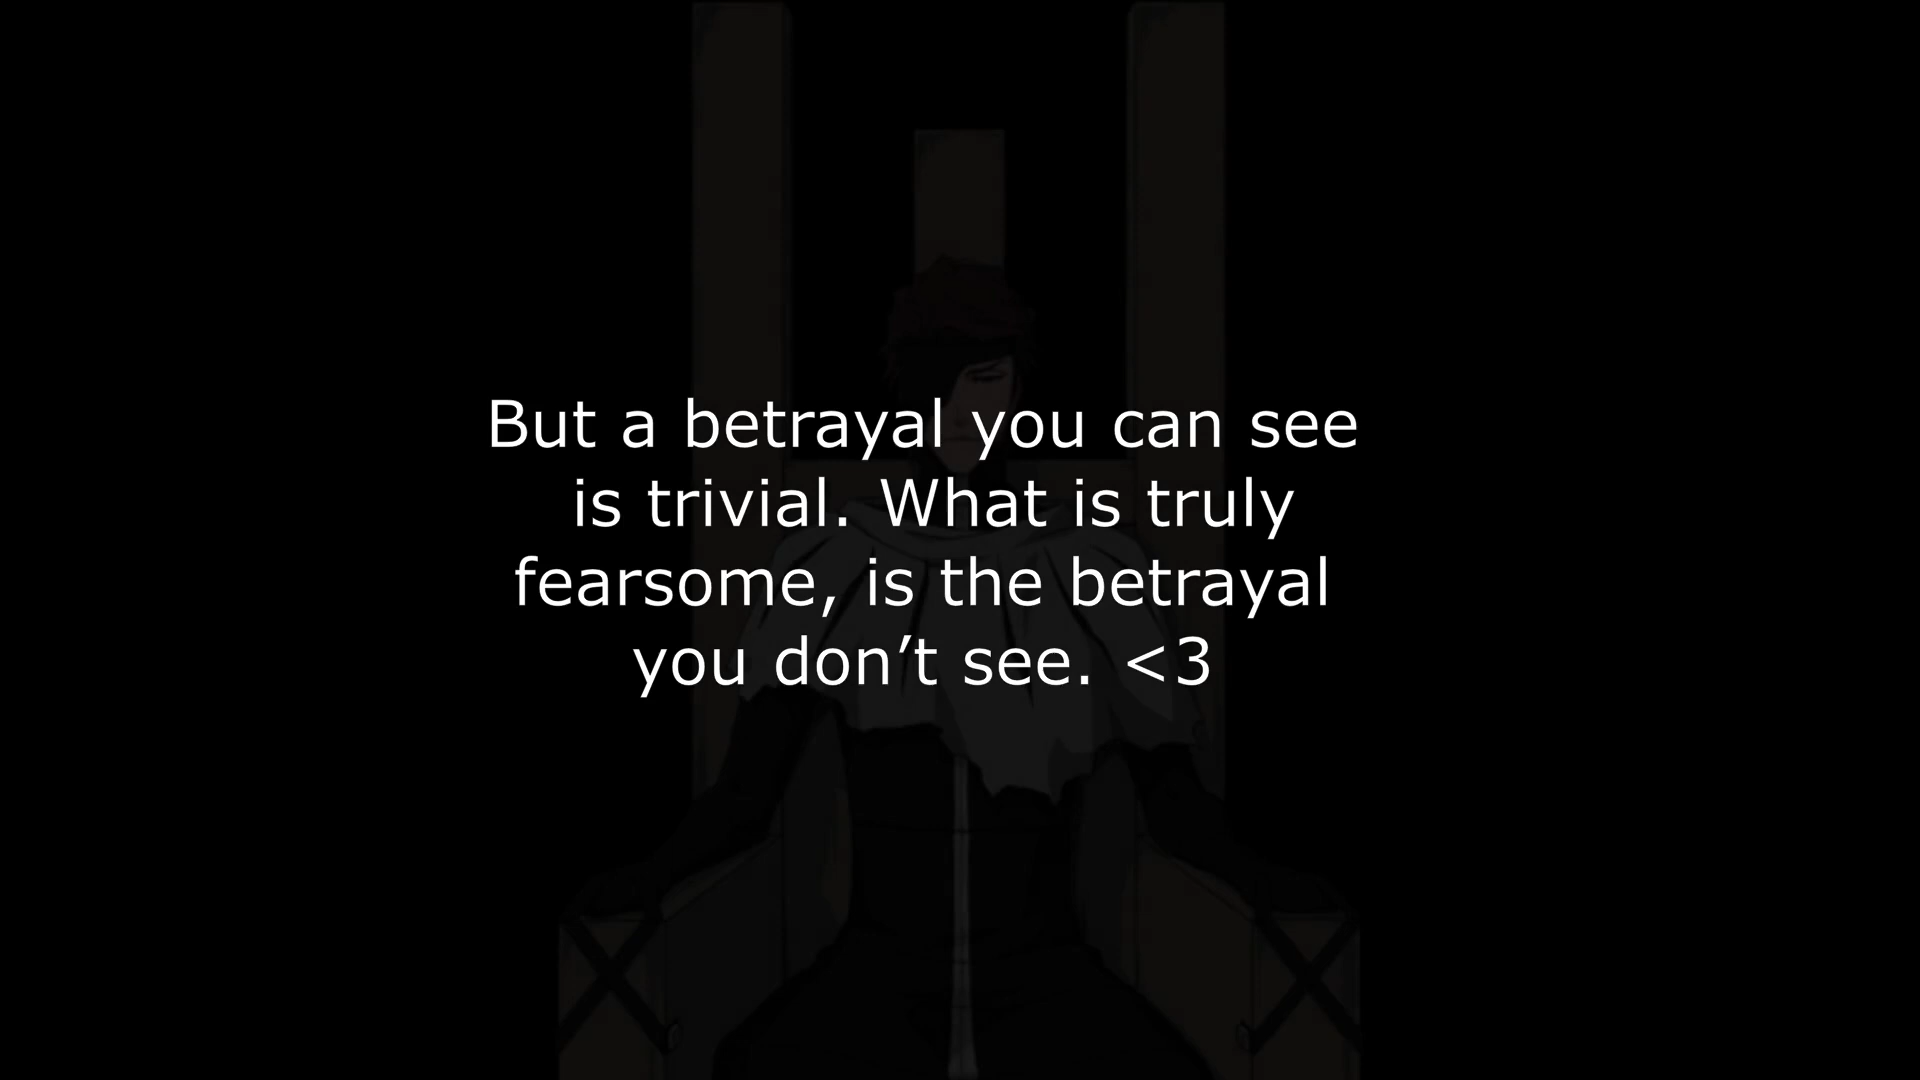 But a betrayal you can see
is trivial. What is truly
fearsome, is the betrayal
you don’t see. <3